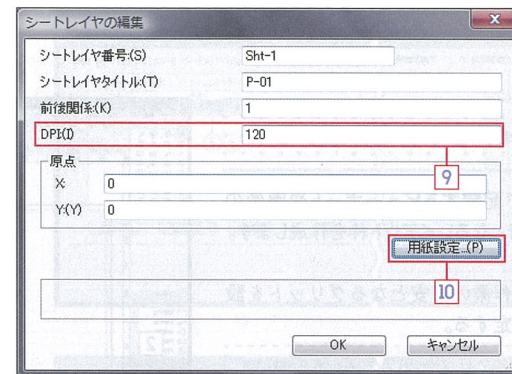 シートレイヤの編集
シートレイヤ番号:(S) Sht-1
シートレイヤタイトル:(T) P-01
前後関係:(K) 1
DPI:(I) 120
9
原点
X: 0
Y:(Y) 0
用紙設定...(P)
10
OK キャンセル